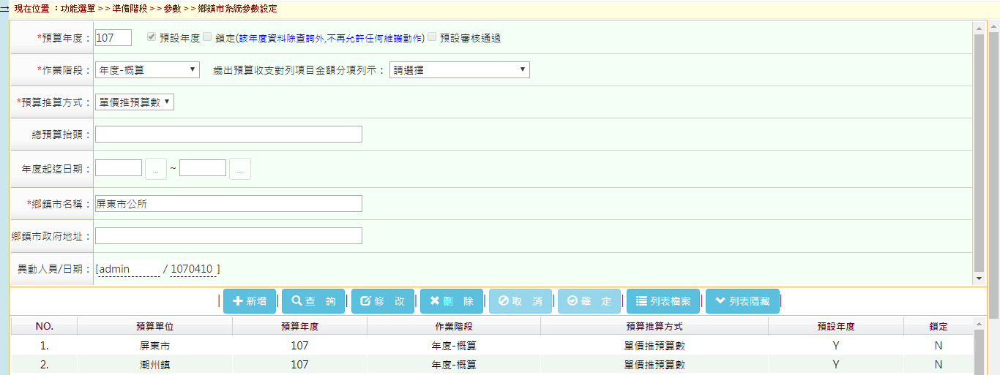 現在位置 ：功能選單 > > 準備階段 > > 參數 > > 鄉鎮市系統參數設定
*預算年度： 107 預設年度 鎖定(該年度資料除查詢外,不再允許任何維護動作) 預設審核通過
*作業階段： 年度-概算 歲出預算收支對列項目金額分項列示： 請選擇
*預算推算方式： 單價推預算數
總預算抬頭：
年度起迄日期： ... ~ ...
*鄉鎮市名稱： 屏東市公所
鄉鎮市政府地址：
異動人員/日期： [admin / 1070410 ]
| 新增 | 查 詢 | 修 改 | 刪 除 | 取 消 | 確 定 | 列表檔案 | 列表隱藏 |
NO. 預算單位 預算年度 作業階段 預算推算方式 預設年度 鎖定
1. 屏東市 107 年度-概算 單價推預算數 Y N
2. 潮州鎮 107 年度-概算 單價推預算數 Y N